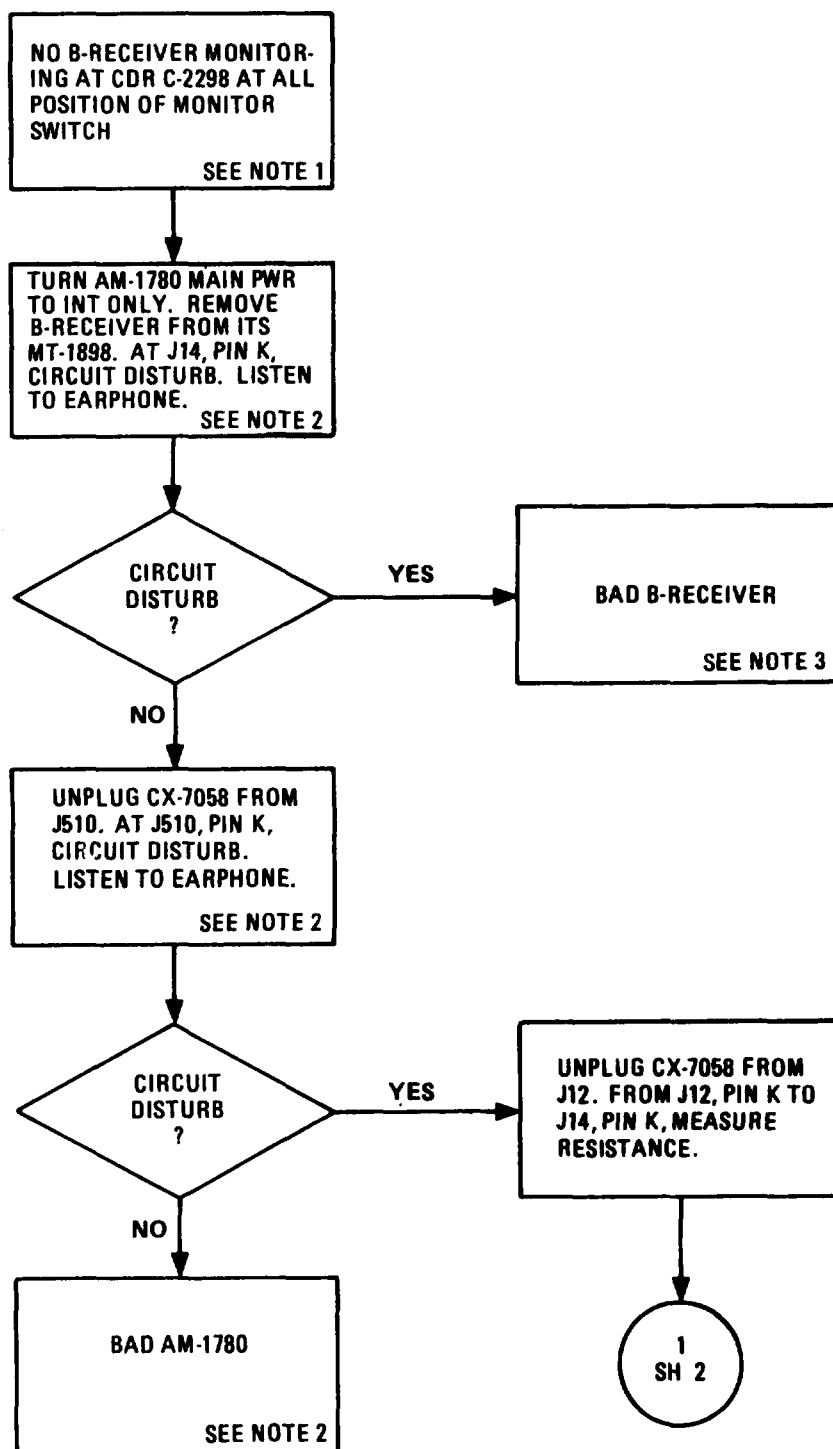 NO B-RECEIVER MONITOR-
ING AT CDR C-2298 AT ALL
POSITION OF MONITOR
SWITCH
SEE NOTE 1
TURN AM-1780 MAIN PWR
TO INT ONLY. REMOVE
B-RECEIVER FROM ITS
MT-1898. AT J14, PIN K,
CIRCUIT DISTURB. LISTEN
TO EARPHONE.
SEE NOTE 2
CIRCUIT
DISTURB
?
YES
BAD B-RECEIVER
SEE NOTE 3
NO
UNPLUG CX-7058 FROM
J510. AT J510, PIN K,
CIRCUIT DISTURB.
LISTEN TO EARPHONE.
SEE NOTE 2
CIRCUIT
DISTURB
?
YES
UNPLUG CX-7058 FROM
J12. FROM J12, PIN K TO
J14, PIN K, MEASURE
RESISTANCE.
NO
BAD AM-1780
SEE NOTE 2
1
SH 2